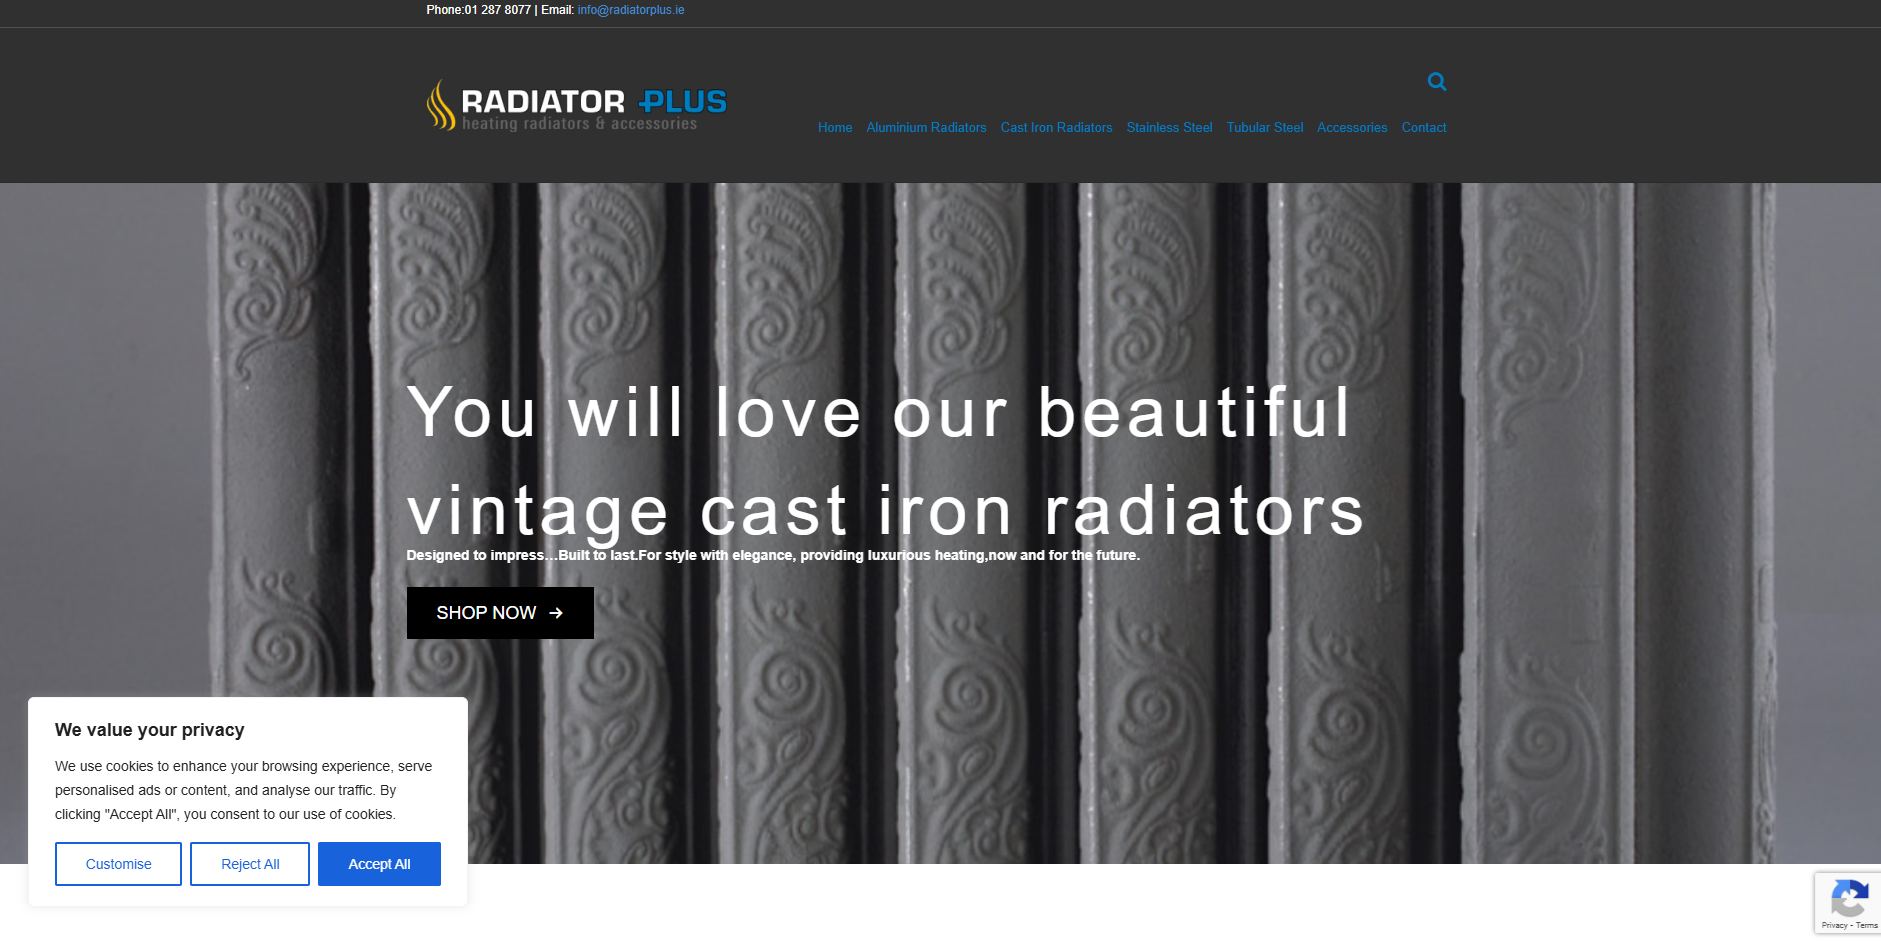 Phone:01 287 8077 | Email: info@radiatorplus.ie
RADIATOR PLUS
heating radiators & accessories
Home Aluminium Radiators Cast Iron Radiators Stainless Steel Tubular Steel Accessories Contact
You will love our beautiful
vintage cast iron radiators
Designed to impress…Built to last.For style with elegance, providing luxurious heating,now and for the future.
SHOP NOW →
We value your privacy
We use cookies to enhance your browsing experience, serve
personalised ads or content, and analyse our traffic. By
clicking "Accept All", you consent to our use of cookies.
Customise Reject All Accept All
Privacy - Terms